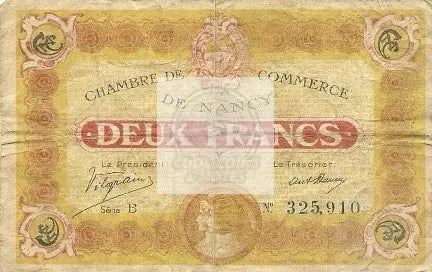 CHAMBRE DE COMMERCE
DE NANCY
DEUX FRANCS
Le Président Le Trésorier
Série B No 325,910